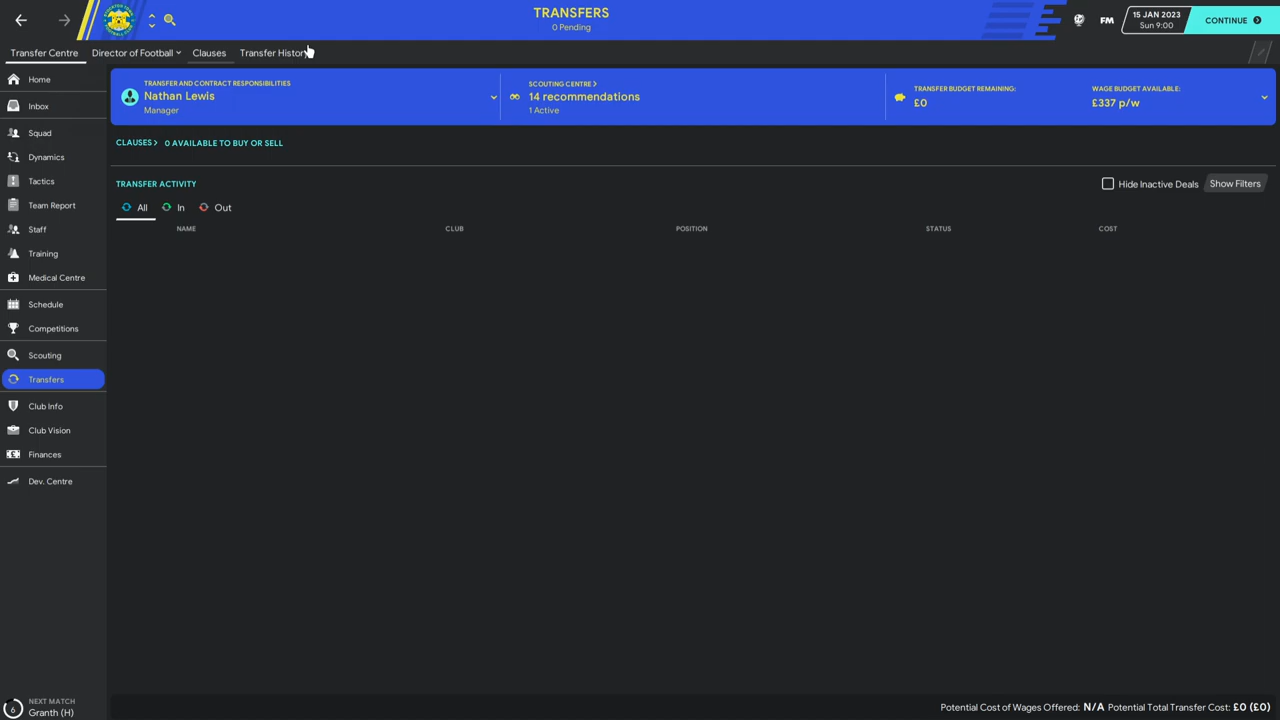 TRANSFERS
0 Pending
FM
15 JAN 2023
Sun 9:00
CONTINUE
Transfer Centre
Director of Football
Clauses
Transfer History
Home
Inbox
Squad
Dynamics
Tactics
Team Report
Staff
Training
Medical Centre
Schedule
Competitions
Scouting
Transfers
Club Info
Club Vision
Finances
Dev. Centre
6
NEXT MATCH
Granth (H)
TRANSFER AND CONTRACT RESPONSIBILITIES
Nathan Lewis
Manager
SCOUTING CENTRE >
14 recommendations
1 Active
TRANSFER BUDGET REMAINING:
£0
WAGE BUDGET AVAILABLE:
£337 p/w
CLAUSES > 0 AVAILABLE TO BUY OR SELL
TRANSFER ACTIVITY
Hide Inactive Deals
Show Filters
All In Out
NAME CLUB POSITION STATUS COST
Potential Cost of Wages Offered: N/A Potential Total Transfer Cost: £0 (£0)